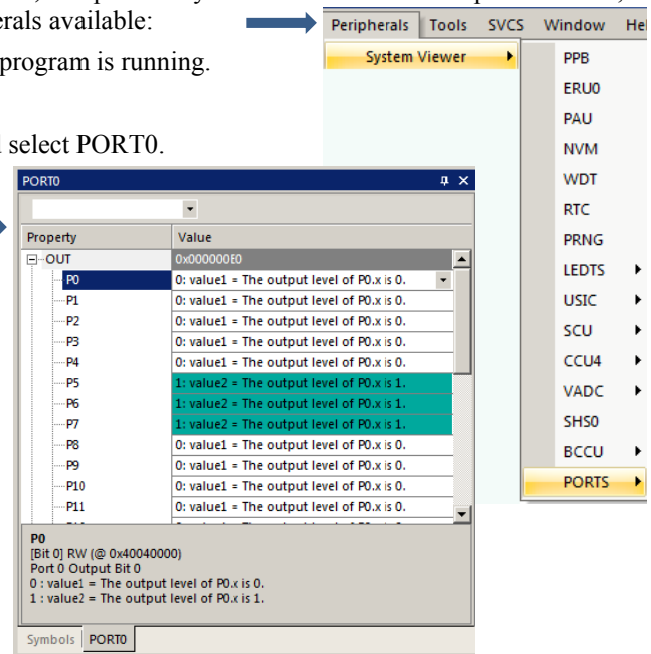 erals available:
program is running.
select PORT0.
Peripherals Tools SVCS Window Hel
System Viewer
PPB
ERU0
PAU
NVM
WDT
RTC
PRNG
LEDTS
USIC
SCU
CCU4
VADC
SHS0
BCCU
PORTS
PORT0
Property Value
OUT 0x000000E0
P0 0: value1 = The output level of P0.x is 0.
P1 0: value1 = The output level of P0.x is 0.
P2 0: value1 = The output level of P0.x is 0.
P3 0: value1 = The output level of P0.x is 0.
P4 0: value1 = The output level of P0.x is 0.
P5 1: value2 = The output level of P0.x is 1.
P6 1: value2 = The output level of P0.x is 1.
P7 1: value2 = The output level of P0.x is 1.
P8 0: value1 = The output level of P0.x is 0.
P9 0: value1 = The output level of P0.x is 0.
P10 0: value1 = The output level of P0.x is 0.
P11 0: value1 = The output level of P0.x is 0.
P0
[Bit 0] RW (@ 0x40040000)
Port 0 Output Bit 0
0 : value1 = The output level of P0.x is 0.
1 : value2 = The output level of P0.x is 1.
Symbols PORT0